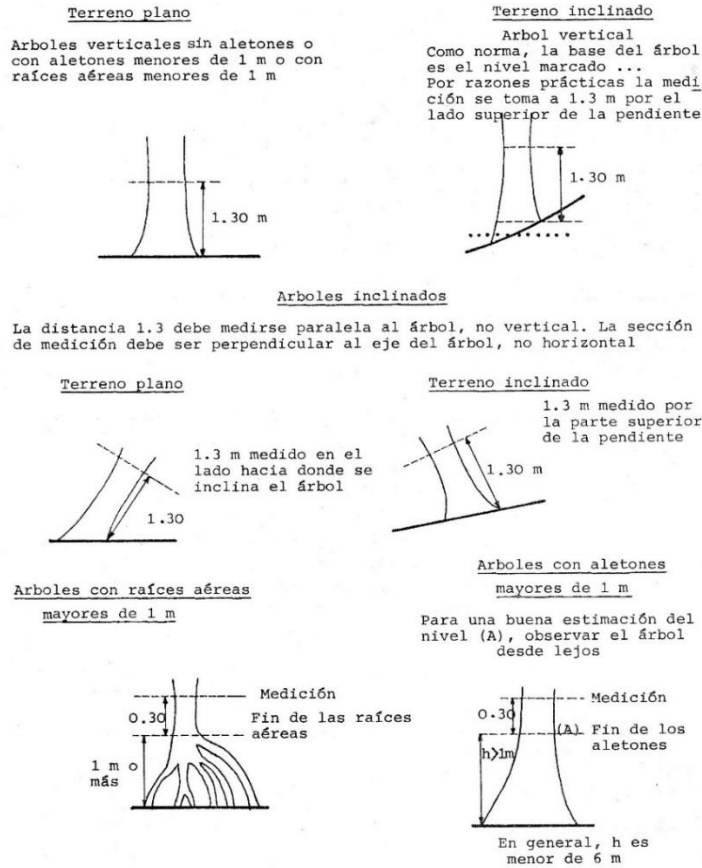 Terreno plano
Arboles verticales sin aletones o
con aletones menores de 1 m o con
raíces aéreas menores de 1 m
1.30 m
Terreno inclinado
Arbol vertical
Como norma, la base del árbol
es el nivel marcado ...
Por razones prácticas la medi
ción se toma a 1.3 m por el
lado superior de la pendiente
1.30 m
Arboles inclinados
La distancia 1.3 debe medirse paralela al árbol, no vertical. La sección
de medición debe ser perpendicular al eje del árbol, no horizontal
Terreno plano
1.3 m medido en el
lado hacia donde se
inclina el árbol
1.30
Terreno inclinado
1.3 m medido por
la parte superior
de la pendiente
1.30 m
Arboles con raíces aéreas
mayores de 1 m
Medición
0.30
Fin de las raíces
aéreas
1 m o
más
Arboles con aletones
mayores de 1 m
Para una buena estimación del
nivel (A), observar el árbol
desde lejos
Medición
0.30
(A) Fin de los
aletones
h>1m
En general, h es
menor de 6 m